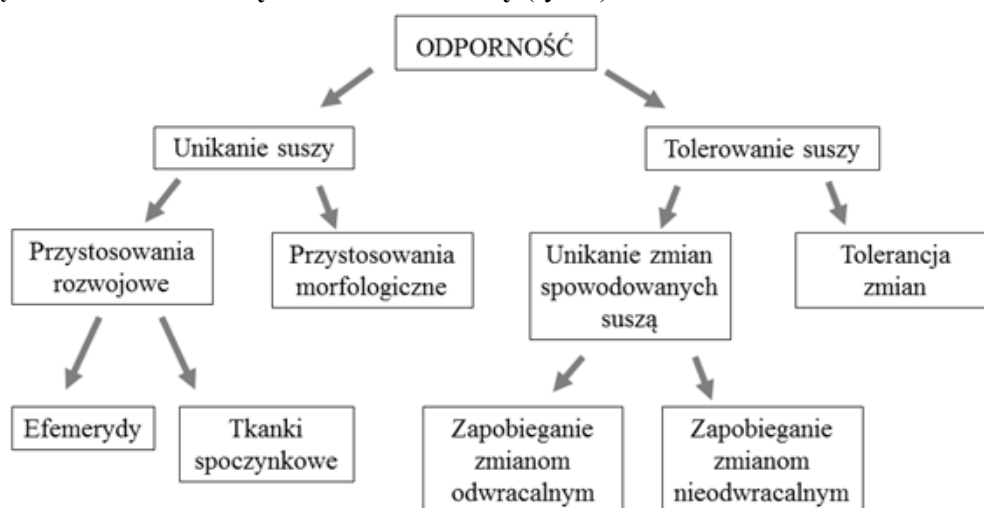 ODPORNOŚĆ
Unikanie suszy
Tolerowanie suszy
Przystosowania
rozwojowe
Przystosowania
morfologiczne
Unikanie zmian
spowodowanych
suszą
Tolerancja
zmian
Efemerydy
Tkanki
spoczynkowe
Zapobieganie
zmianom
odwracalnym
Zapobieganie
zmianom
nieodwracalnym